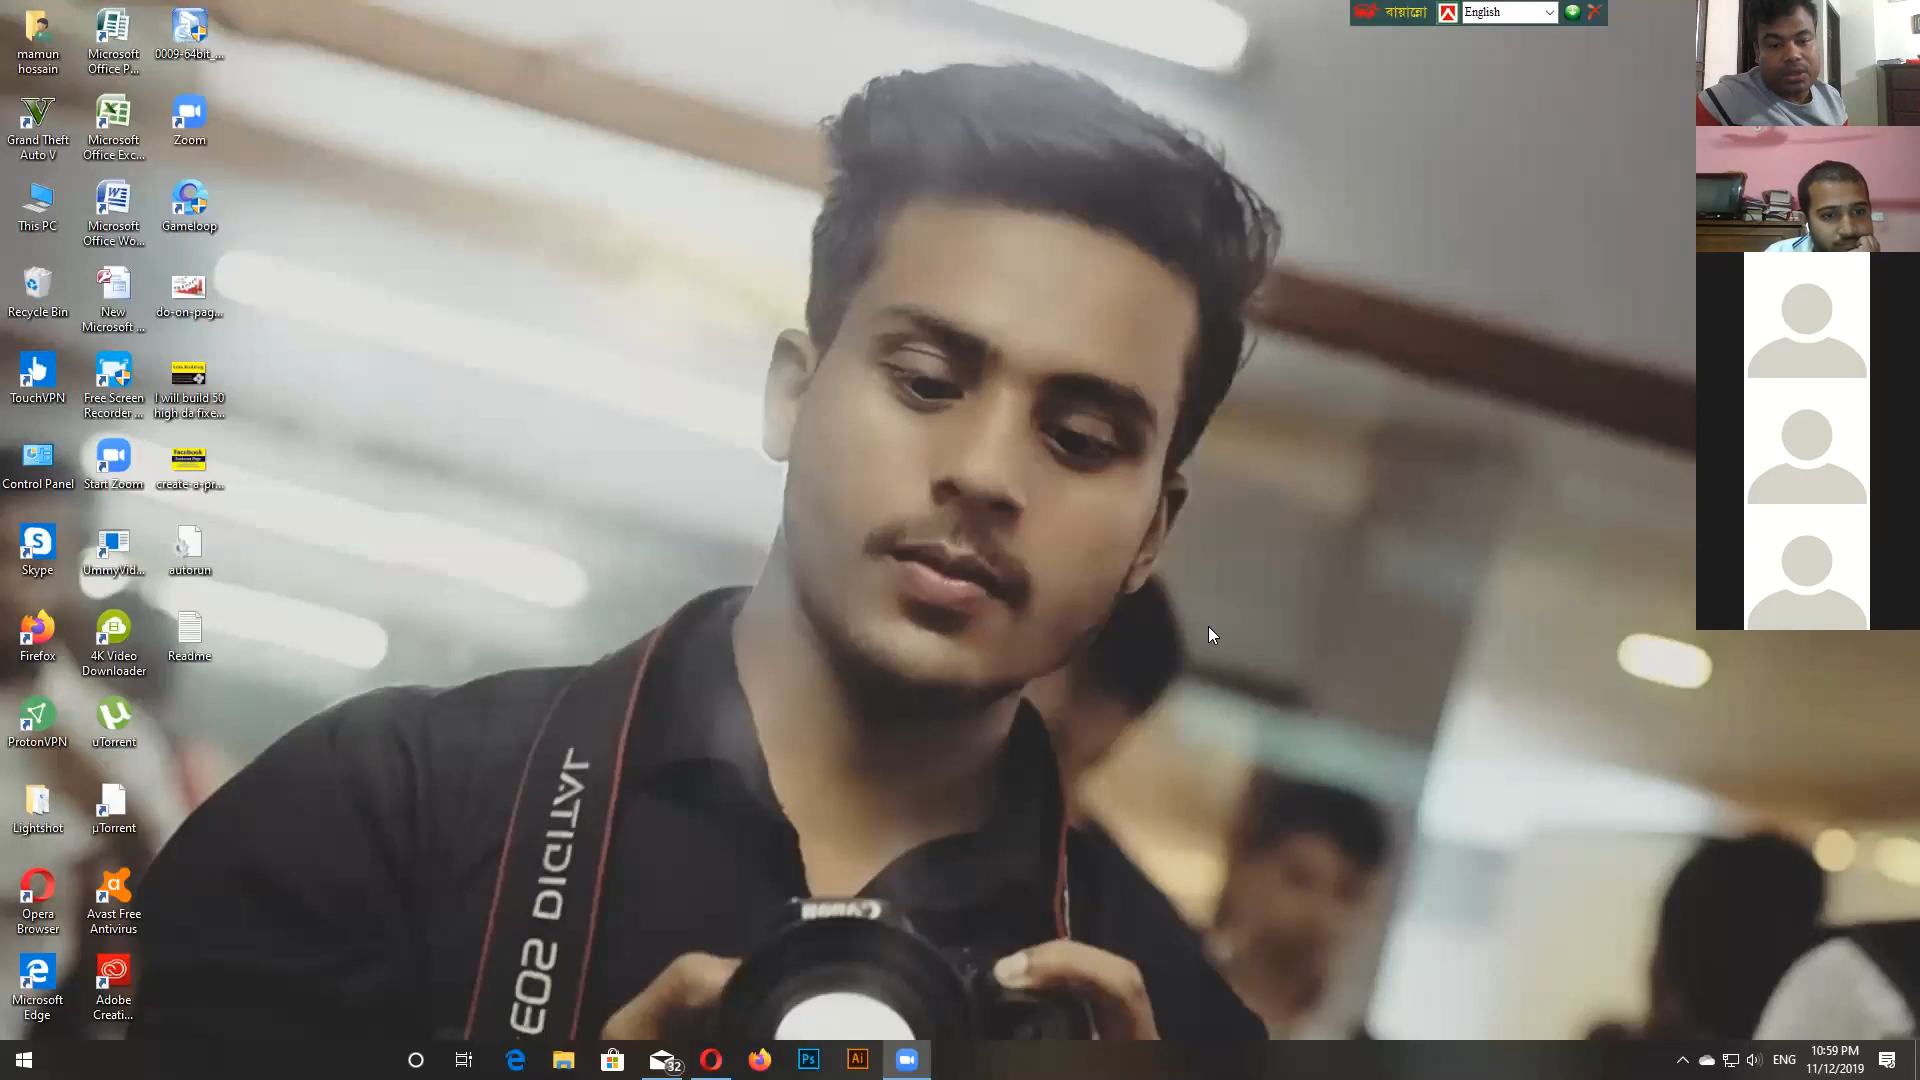 বায়ান্নো
English
mamun
hossain
Microsoft
Office P...
0009-64bit_...
Grand Theft
Auto V
Microsoft
Office Exc...
Zoom
This PC
Microsoft
Office Wo...
Gameloop
Recycle Bin
New
Microsoft ...
do-on-pag...
TouchVPN
Free Screen
Recorder ...
I will build 50
high da fixe...
Control Panel
Start Zoom
create-a-pr...
Skype
UmmyVid...
autorun
Firefox
4K Video
Downloader
Readme
ProtonVPN
uTorrent
Lightshot
µTorrent
Opera
Browser
Avast Free
Antivirus
Microsoft
Edge
Adobe
Creati...
EOS DIGITAL
Canon
32
Ps
Ai
ENG
10:59 PM
11/12/2019